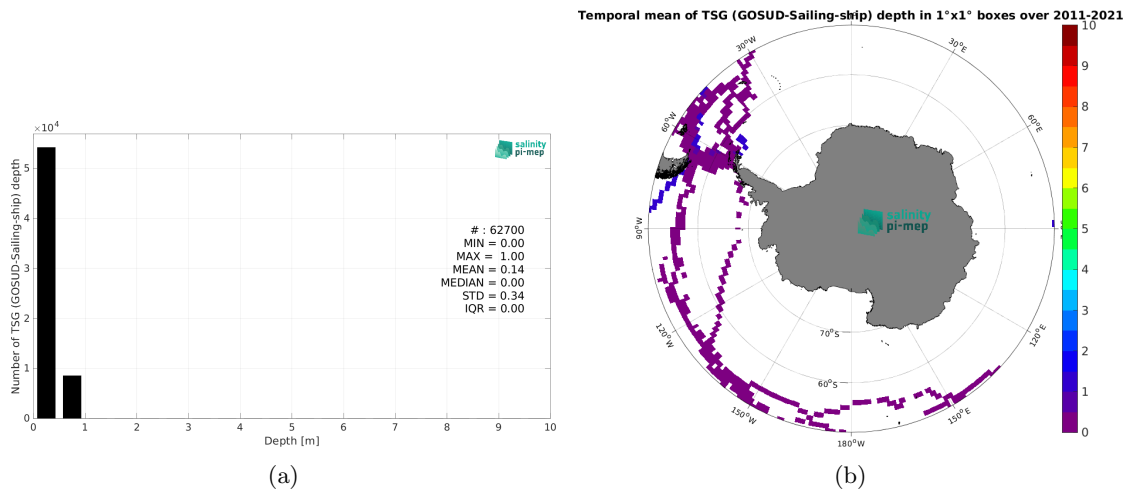 ×10⁴
5
4
3
2
1
0
Number of TSG (GOSUD-Sailing-ship) depth
0 1 2 3 4 5 6 7 8 9 10
Depth [m]
salinity
pi-mep
# : 62700
MIN = 0.00
MAX = 1.00
MEAN = 0.14
MEDIAN = 0.00
STD = 0.34
IQR = 0.00
(a)
Temporal mean of TSG (GOSUD-Sailing-ship) depth in 1°x1° boxes over 2011-2021
30°W
30°E
60°W
60°E
90°W
120°W
120°E
150°W
150°E
180°W
70°S
60°S
salinity
pi-mep
10
9
8
7
6
5
4
3
2
1
0
(b)